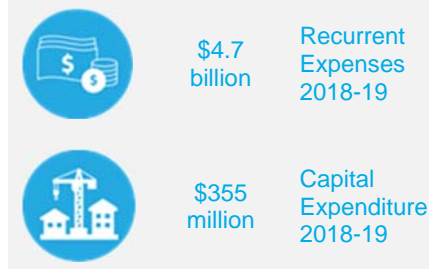 $4.7
billion
Recurrent
Expenses
2018-19
$355
million
Capital
Expenditure
2018-19